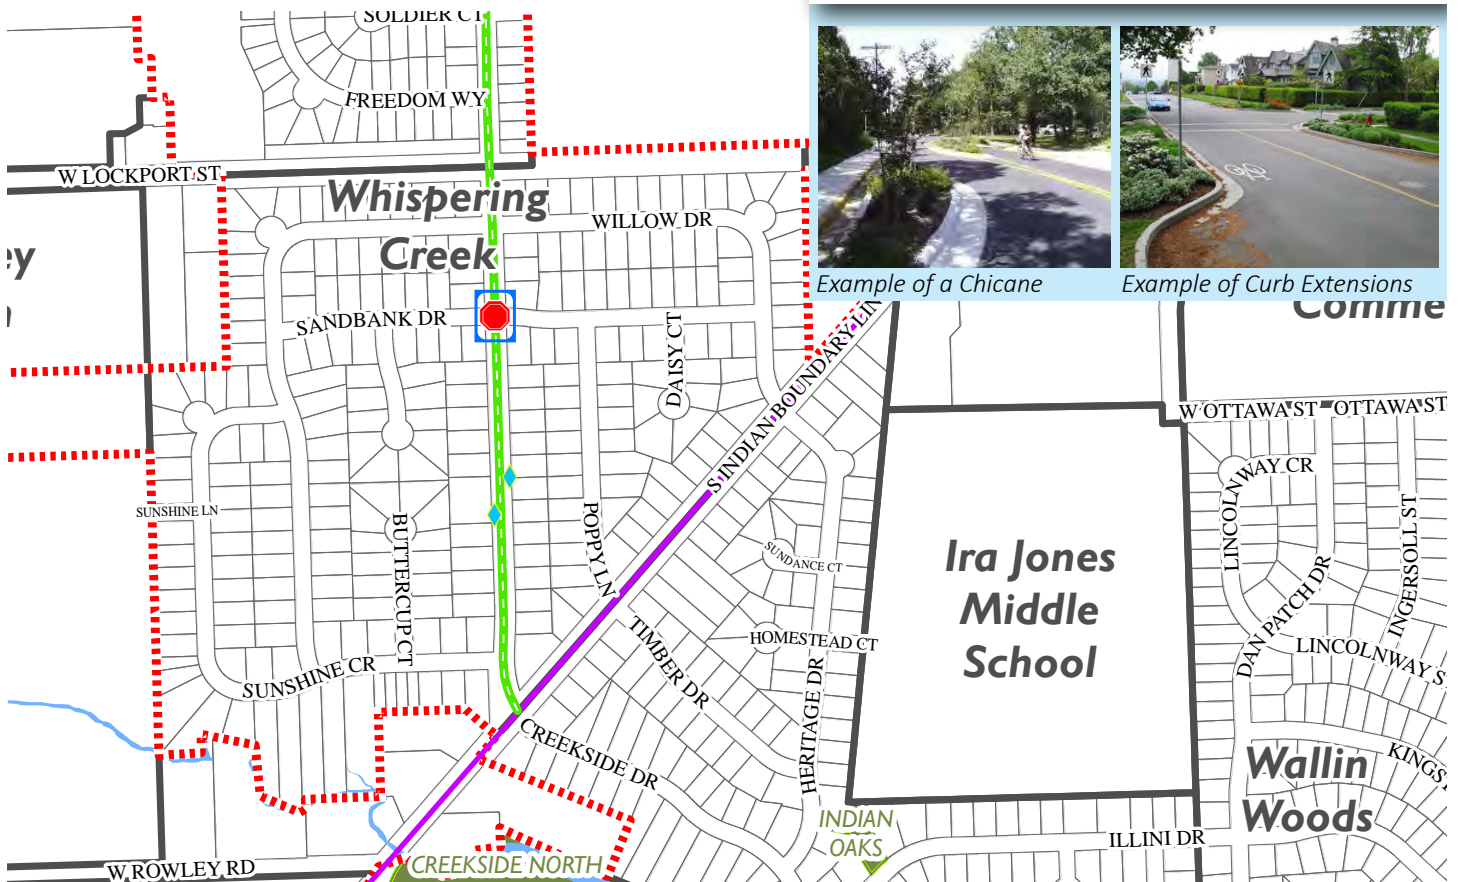 SOLDIER CT
FREEDOM WY
W LOCKPORT ST
Whispering
Creek
WILLOW DR
Example of a Chicane
Example of Curb Extensions
ey
Comme
SANDBANK DR
DAISY CT
S INDIAN BOUNDARY LIN
W OTTAWA ST
OTTAWA ST
LINCOLNWAY CR
SUNSHINE LN
BUTTERCUP CT
POPPY LN
SUNDANCE CT
Ira Jones
Middle
School
INGERSOLL ST
DAN PATCH DR
HOMESTEAD CT
TIMBER DR
LINCOLNWAY S
SUNSHINE CR
HERITAGE DR
CREEKSIDE DR
KINGS
Wallin
Woods
INDIAN
OAKS
ILLINI DR
W ROWLEY RD
CREEKSIDE NORTH